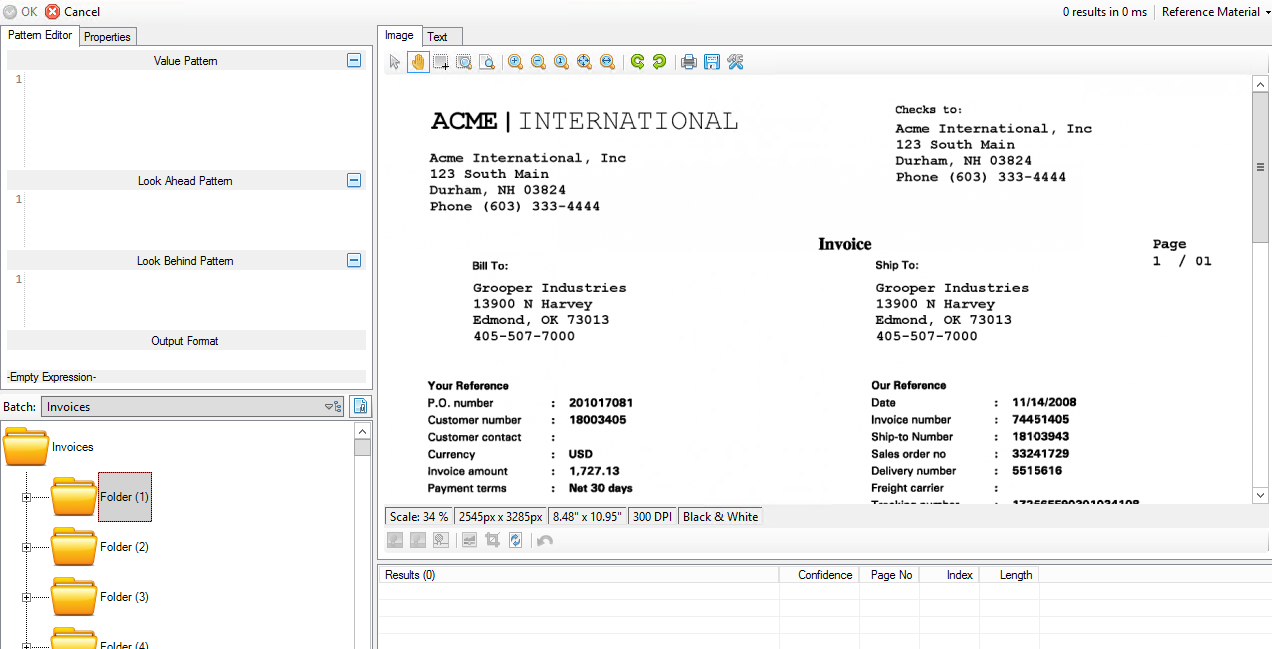 OK Cancel
0 results in 0 ms Reference Material
Pattern Editor Properties
Value Pattern
1
Look Ahead Pattern
1
Look Behind Pattern
1
Output Format
-Empty Expression-
Batch: Invoices
Invoices
Folder (1)
Folder (2)
Folder (3)
Folder (4)
Image Text
ACME | INTERNATIONAL
Acme International, Inc
123 South Main
Durham, NH 03824
Phone (603) 333-4444
Checks to:
Acme International, Inc
123 South Main
Durham, NH 03824
Phone (603) 333-4444
Invoice
Page
1 / 01
Bill To:
Grooper Industries
13900 N Harvey
Edmond, OK 73013
405-507-7000
Ship To:
Grooper Industries
13900 N Harvey
Edmond, OK 73013
405-507-7000
Your Reference
P.O. number : 201017081
Customer number : 18003405
Customer contact :
Currency : USD
Invoice amount : 1,727.13
Payment terms : Net 30 days
Our Reference
Date : 11/14/2008
Invoice number : 74451405
Ship-to Number : 18103943
Sales order no : 33241729
Delivery number : 5515616
Freight carrier :
Scale: 34 % 2545px x 3285px 8.48" x 10.95" 300 DPI Black & White
Results (0) Confidence Page No Index Length